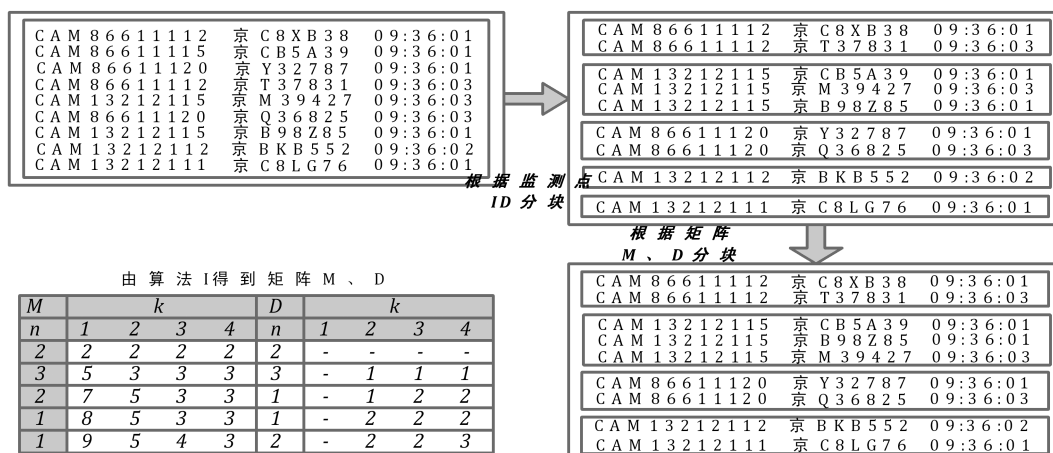 CAM86611112 京C8XB38 09:36:01
CAM86611115 京CB5A39 09:36:01
CAM86611120 京Y32787 09:36:01
CAM86611112 京T37831 09:36:03
CAM13212115 京M39427 09:36:03
CAM86611120 京Q36825 09:36:03
CAM13212115 京B98Z85 09:36:01
CAM13212112 京BKB552 09:36:02
CAM13212111 京C8LG76 09:36:01
根据监测点
ID分块
CAM86611112 京C8XB38 09:36:01
CAM86611112 京T37831 09:36:03
CAM13212115 京CB5A39 09:36:01
CAM13212115 京M39427 09:36:03
CAM13212115 京B98Z85 09:36:01
CAM86611120 京Y32787 09:36:01
CAM86611120 京Q36825 09:36:03
CAM13212112 京BKB552 09:36:02
CAM13212111 京C8LG76 09:36:01
根据矩阵
M、D分块
由算法I得到矩阵M、D
M k D k
n 1 2 3 4 n 1 2 3 4
2 2 2 2 2 2 - - - -
3 5 3 3 3 3 - 1 1 1
2 7 5 3 3 1 - 1 2 2
1 8 5 3 3 1 - 2 2 2
1 9 5 4 3 2 - 2 2 3
CAM86611112 京C8XB38 09:36:01
CAM86611112 京T37831 09:36:03
CAM13212115 京CB5A39 09:36:01
CAM13212115 京B98Z85 09:36:01
CAM13212115 京M39427 09:36:03
CAM86611120 京Y32787 09:36:01
CAM86611120 京Q36825 09:36:03
CAM13212112 京BKB552 09:36:02
CAM13212111 京C8LG76 09:36:01